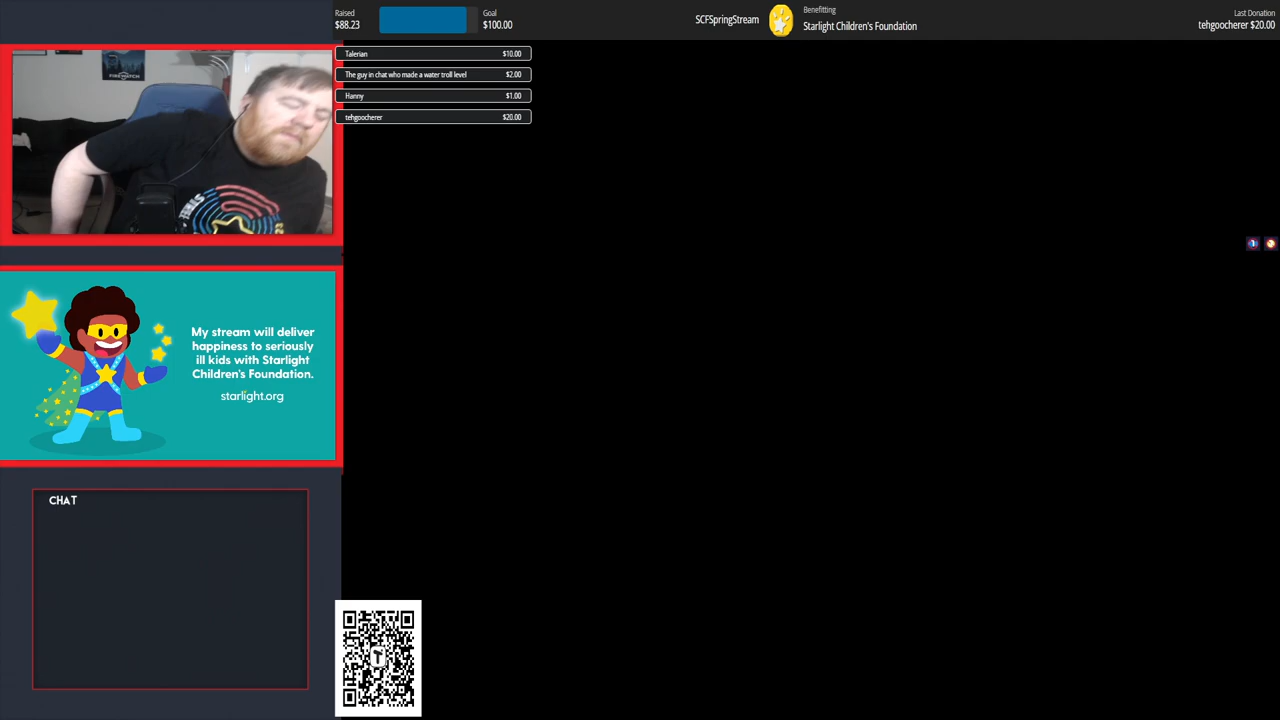 Raised
$88.23
Goal
$100.00
SCFSpringStream
Benefitting
Starlight Children's Foundation
Last Donation
tehgoocherer $20.00
Talerian $10.00
The guy in chat who made a water troll level $2.00
Hanny $1.00
tehgoocherer $20.00
FIREWATCH
My stream will deliver
happiness to seriously
ill kids with Starlight
Children's Foundation.
starlight.org
CHAT